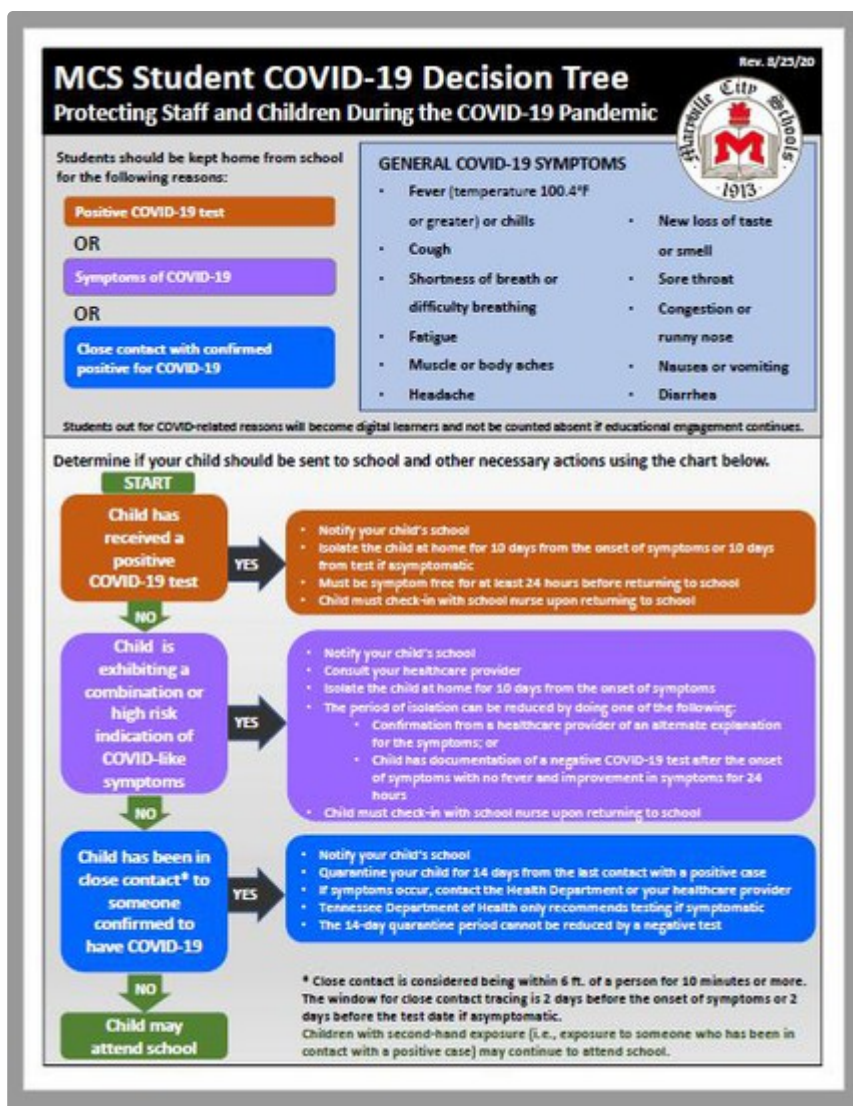 Rev. 8/25/20
MCS Student COVID-19 Decision Tree
Protecting Staff and Children During the COVID-19 Pandemic
Maryville City Schools
M
·1913·
Students should be kept home from school
for the following reasons:
Positive COVID-19 test
OR
Symptoms of COVID-19
OR
Close contact with confirmed
positive for COVID-19
GENERAL COVID-19 SYMPTOMS
• Fever (temperature 100.4°F
or greater) or chills
• Cough
• Shortness of breath or
difficulty breathing
• Fatigue
• Muscle or body aches
• Headache
• New loss of taste
or smell
• Sore throat
• Congestion or
runny nose
• Nausea or vomiting
• Diarrhea
Students out for COVID-related reasons will become digital learners and not be counted absent if educational engagement continues.
Determine if your child should be sent to school and other necessary actions using the chart below.
START
Child has
received a
positive
COVID-19 test
YES
• Notify your child's school
• Isolate the child at home for 10 days from the onset of symptoms or 10 days
from test if asymptomatic
• Must be symptom free for at least 24 hours before returning to school
• Child must check-in with school nurse upon returning to school
NO
Child is
exhibiting a
combination or
high risk
indication of
COVID-like
symptoms
YES
• Notify your child's school
• Consult your healthcare provider
• Isolate the child at home for 10 days from the onset of symptoms
• The period of isolation can be reduced by doing one of the following:
• Confirmation from a healthcare provider of an alternate explanation
for the symptoms; or
• Child has documentation of a negative COVID-19 test after the onset
of symptoms with no fever and improvement in symptoms for 24
hours
• Child must check-in with school nurse upon returning to school
NO
Child has been in
close contact* to
someone
confirmed to
have COVID-19
YES
• Notify your child's school
• Quarantine your child for 14 days from the last contact with a positive case
• If symptoms occur, contact the Health Department or your healthcare provider
• Tennessee Department of Health only recommends testing if symptomatic
• The 14-day quarantine period cannot be reduced by a negative test
NO
Child may
attend school
* Close contact is considered being within 6 ft. of a person for 10 minutes or more.
The window for close contact tracing is 2 days before the onset of symptoms or 2
days before the test date if asymptomatic.
Children with second-hand exposure (i.e., exposure to someone who has been in
contact with a positive case) may continue to attend school.